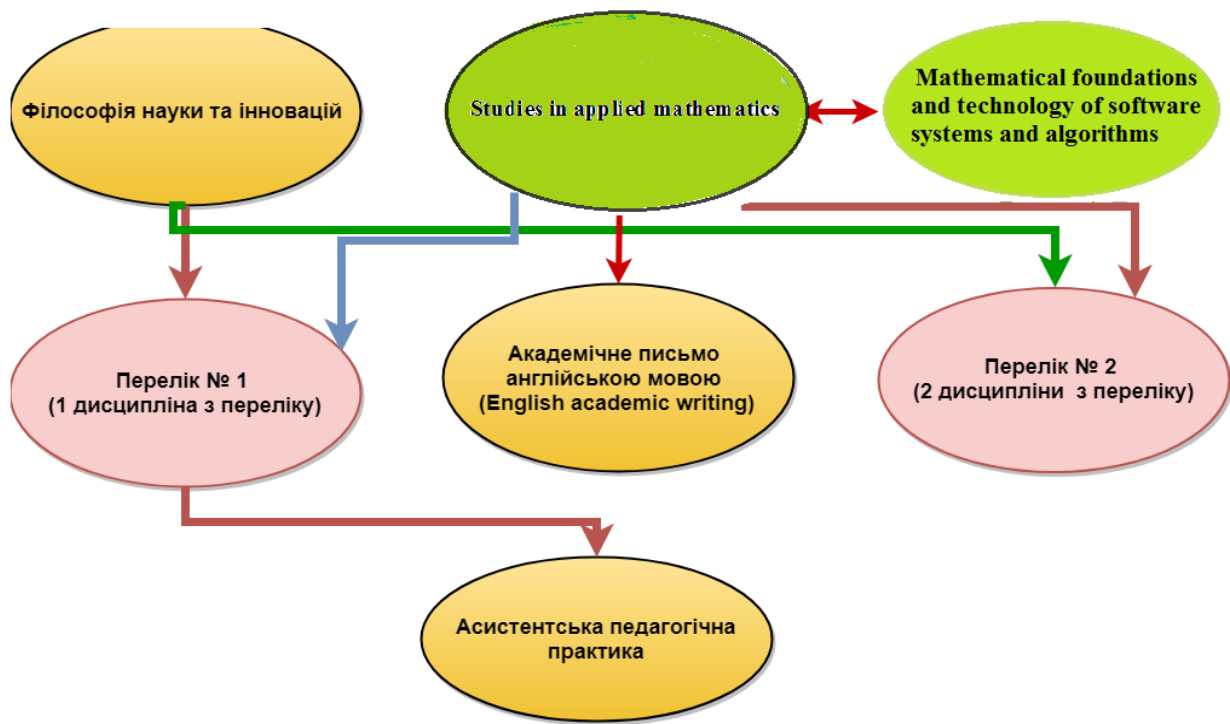 Філософія науки та інновацій
Studies in applied mathematics
Mathematical foundations
and technology of software
systems and algorithms
Перелік № 1
(1 дисципліна з переліку)
Академічне письмо
англійською мовою
(English academic writing)
Перелік № 2
(2 дисципліни з переліку)
Асистентська педагогічна
практика